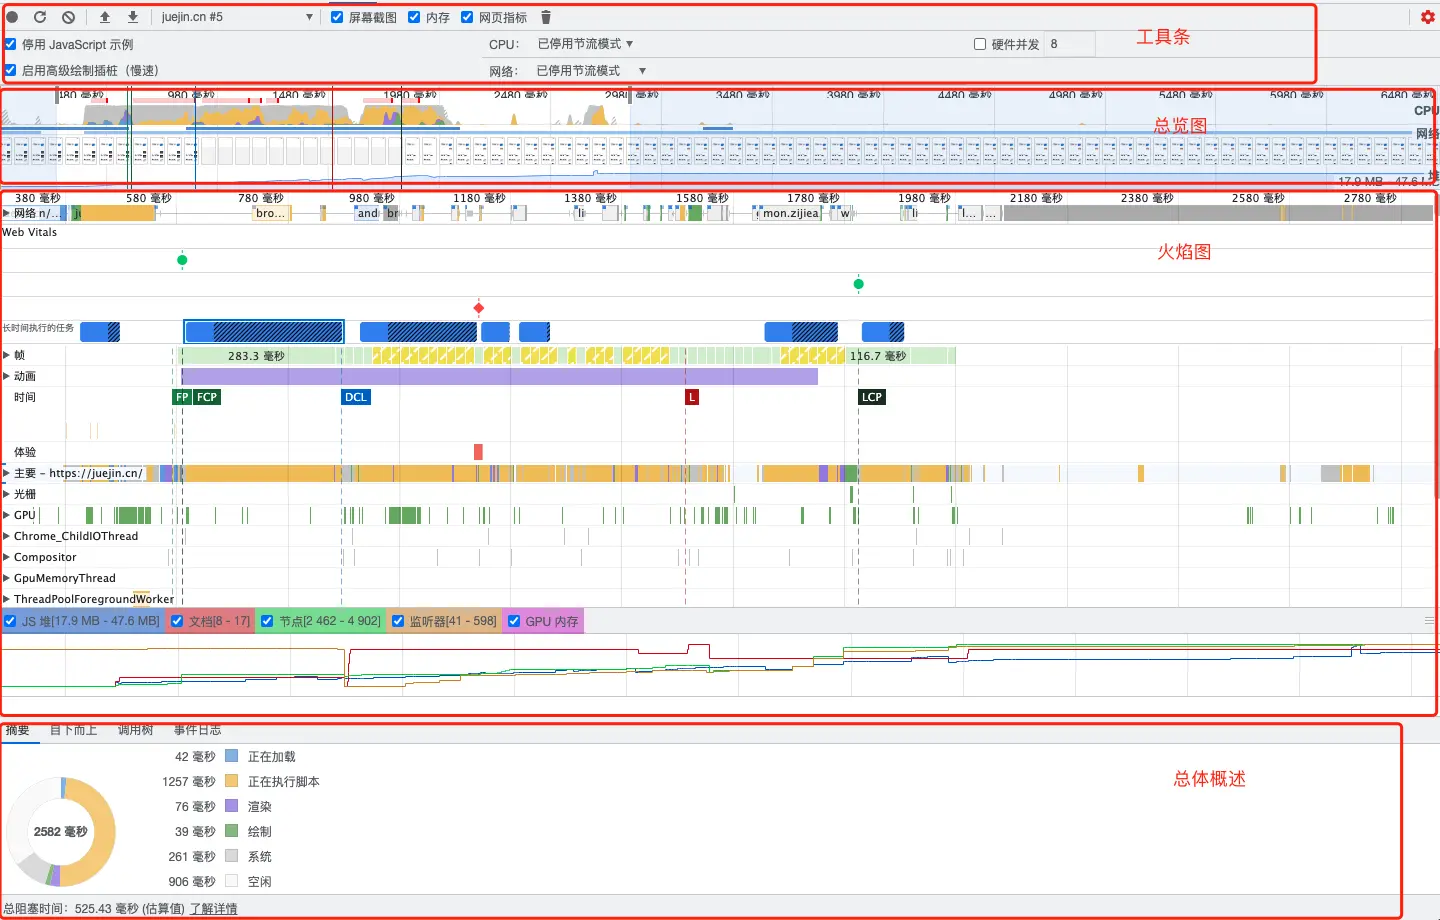 juejin.cn #5
屏幕截图
内存
网页指标
停用 JavaScript 示例
CPU: 已停用节流模式
硬件并发 8
工具条
启用高级绘制插桩（慢速）
网络: 已停用节流模式
980 毫秒
1480 毫秒
1980 毫秒
2480 毫秒
3480 毫秒
3980 毫秒
4480 毫秒
4980 毫秒
5480 毫秒
5980 毫秒
6480 毫秒
CPU
总览图
网络
17.9 MB – 47.6
380 毫秒
580 毫秒
780 毫秒
980 毫秒
1180 毫秒
1380 毫秒
1580 毫秒
1780 毫秒
1980 毫秒
2180 毫秒
2380 毫秒
2580 毫秒
2780 毫秒
网络 n/...
bro...
and
br
li
mon.zijiea
w
li
l...
...
Web Vitals
火焰图
长时间执行的任务
帧
283.3 毫秒
116.7 毫秒
动画
时间
FP
FCP
DCL
L
LCP
体验
主要 – https://juejin.cn/
光栅
GPU
Chrome_ChildIOThread
Compositor
GpuMemoryThread
ThreadPoolForegroundWorker
JS 堆[17.9 MB - 47.6 MB]
文档[8 - 17]
节点[2 462 - 4 902]
监听器[41 - 598]
GPU 内存
摘要
自下而上
调用树
事件日志
42 毫秒 正在加载
1257 毫秒 正在执行脚本
总体概述
76 毫秒 渲染
2582 毫秒
39 毫秒 绘制
261 毫秒 系统
906 毫秒 空闲
总阻塞时间: 525.43 毫秒 (估算值) 了解详情